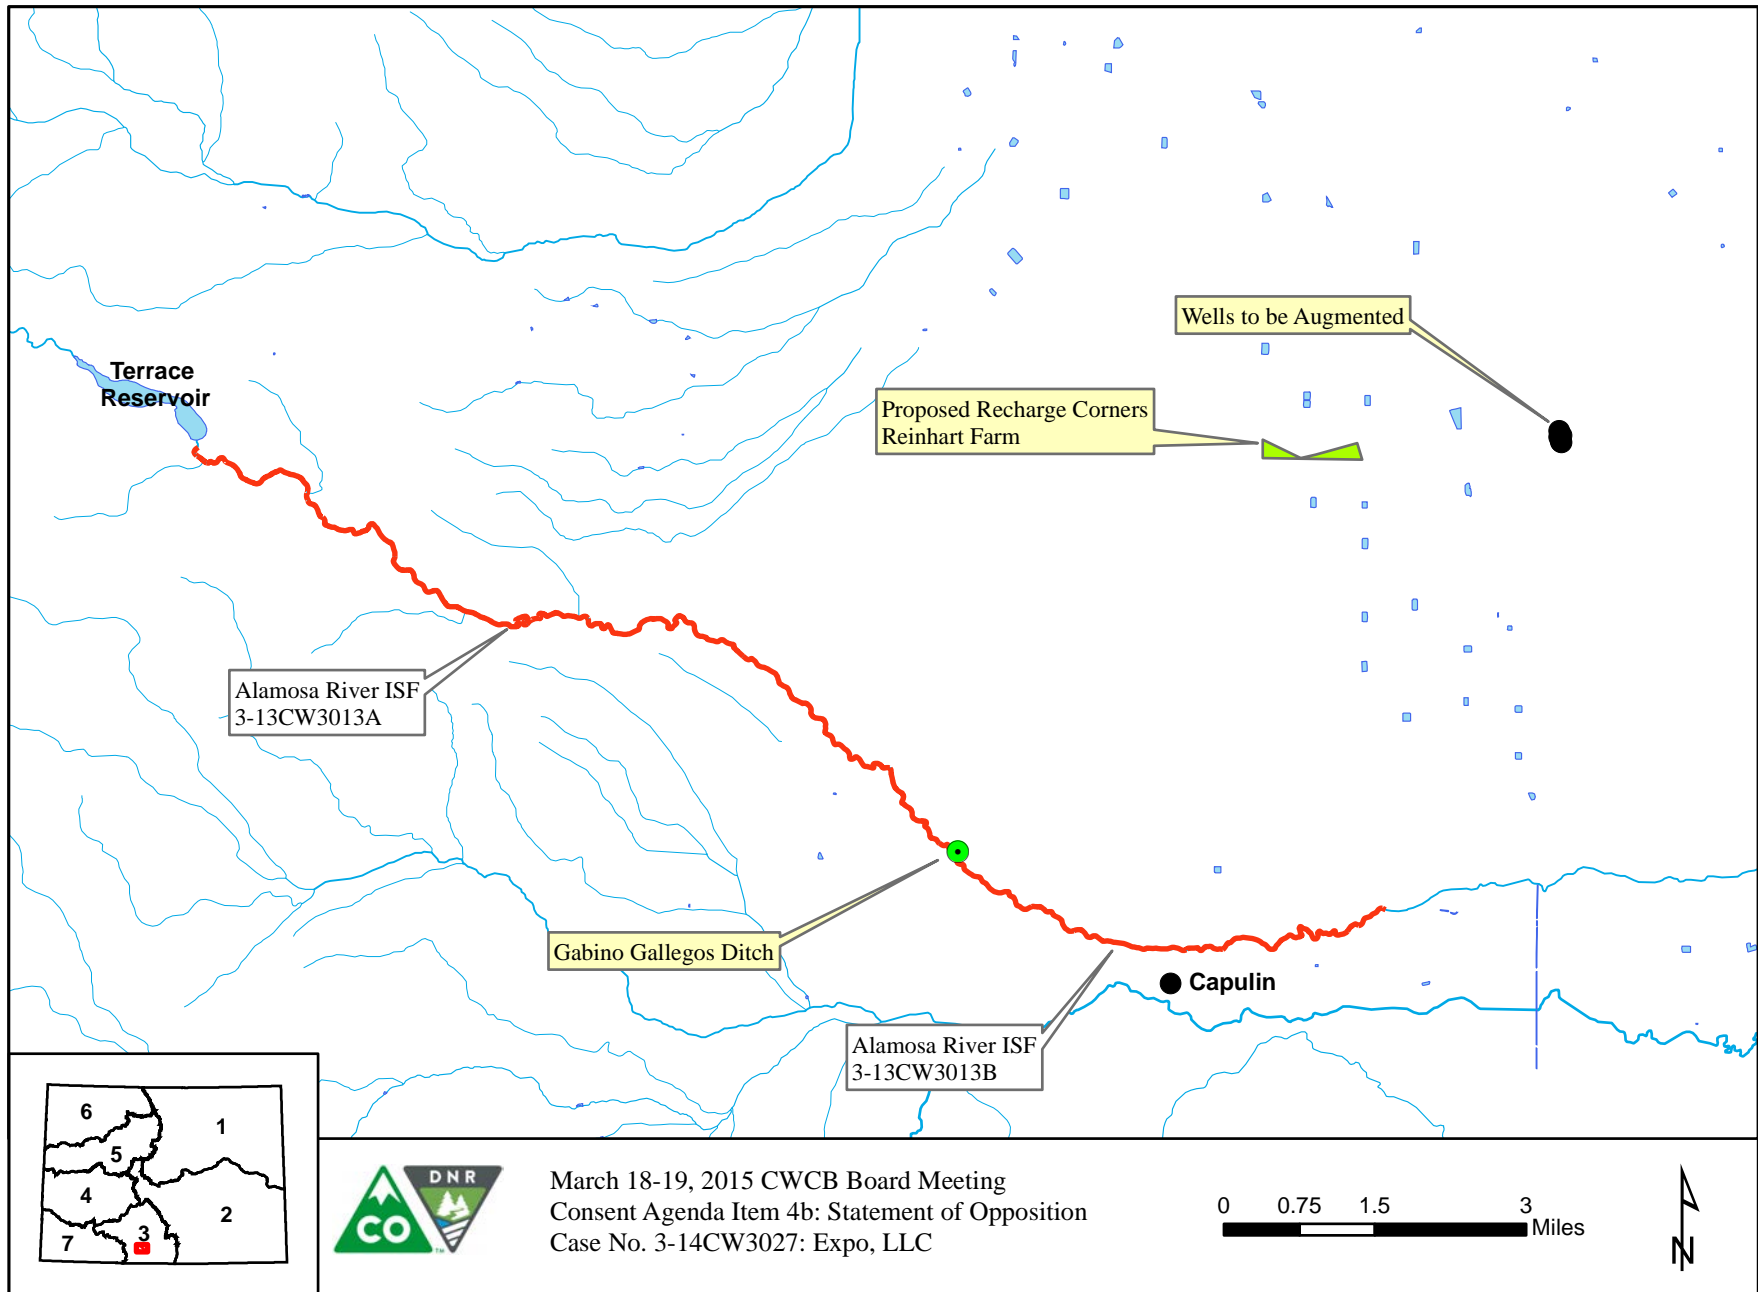 Wells to be Augmented
Terrace
Reservoir
Proposed Recharge Corners
Reinhart Farm
Alamosa River ISF
3-13CW3013A
Gabino Gallegos Ditch
Capulin
Alamosa River ISF
3-13CW3013B
6
1
5
4
2
3
7
CO
TM
DNR
March 18-19, 2015 CWCB Board Meeting
Consent Agenda Item 4b: Statement of Opposition
Case No. 3-14CW3027: Expo, LLC
0 0.75 1.5 3
Miles
N